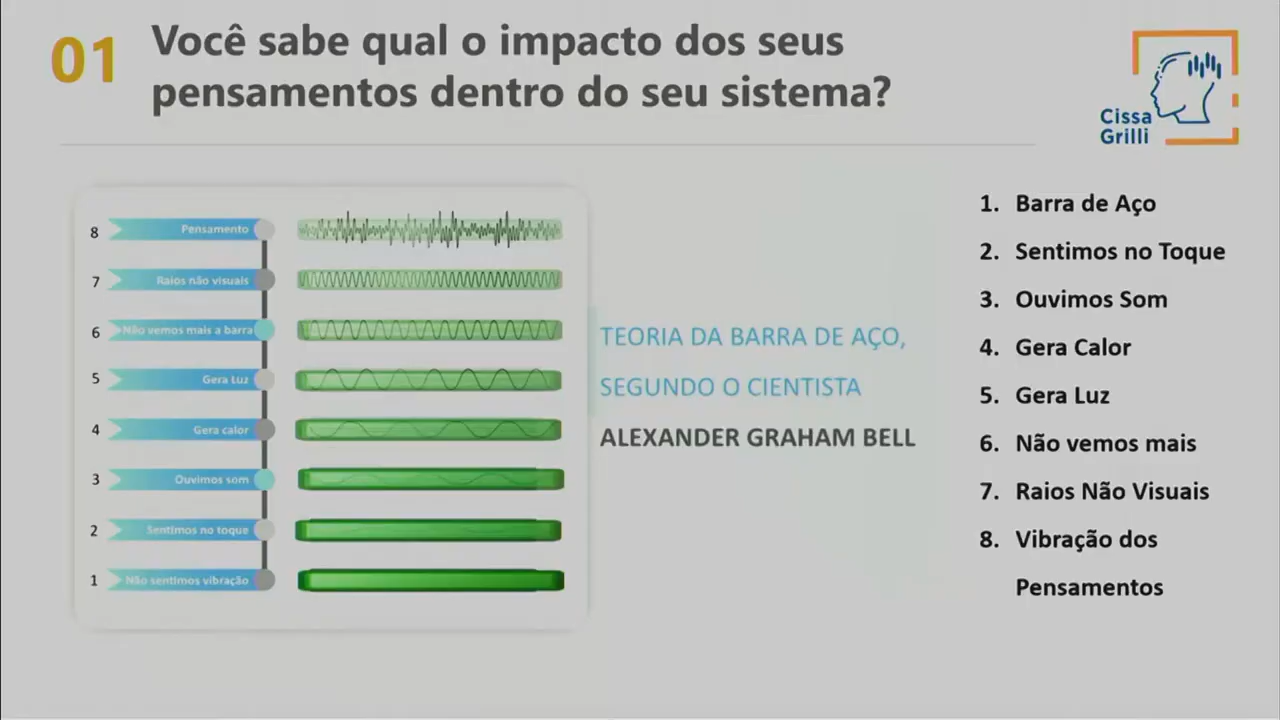 01
Você sabe qual o impacto dos seus
pensamentos dentro do seu sistema?
Cissa
Grilli
8 Pensamento
7 Raios não visuais
6 Não vemos mais a barra
5 Gera Luz
4 Gera calor
3 Ouvimos som
2 Sentimos no toque
1 Não sentimos vibração
TEORIA DA BARRA DE AÇO,
SEGUNDO O CIENTISTA
ALEXANDER GRAHAM BELL
1. Barra de Aço
2. Sentimos no Toque
3. Ouvimos Som
4. Gera Calor
5. Gera Luz
6. Não vemos mais
7. Raios Não Visuais
8. Vibração dos
Pensamentos